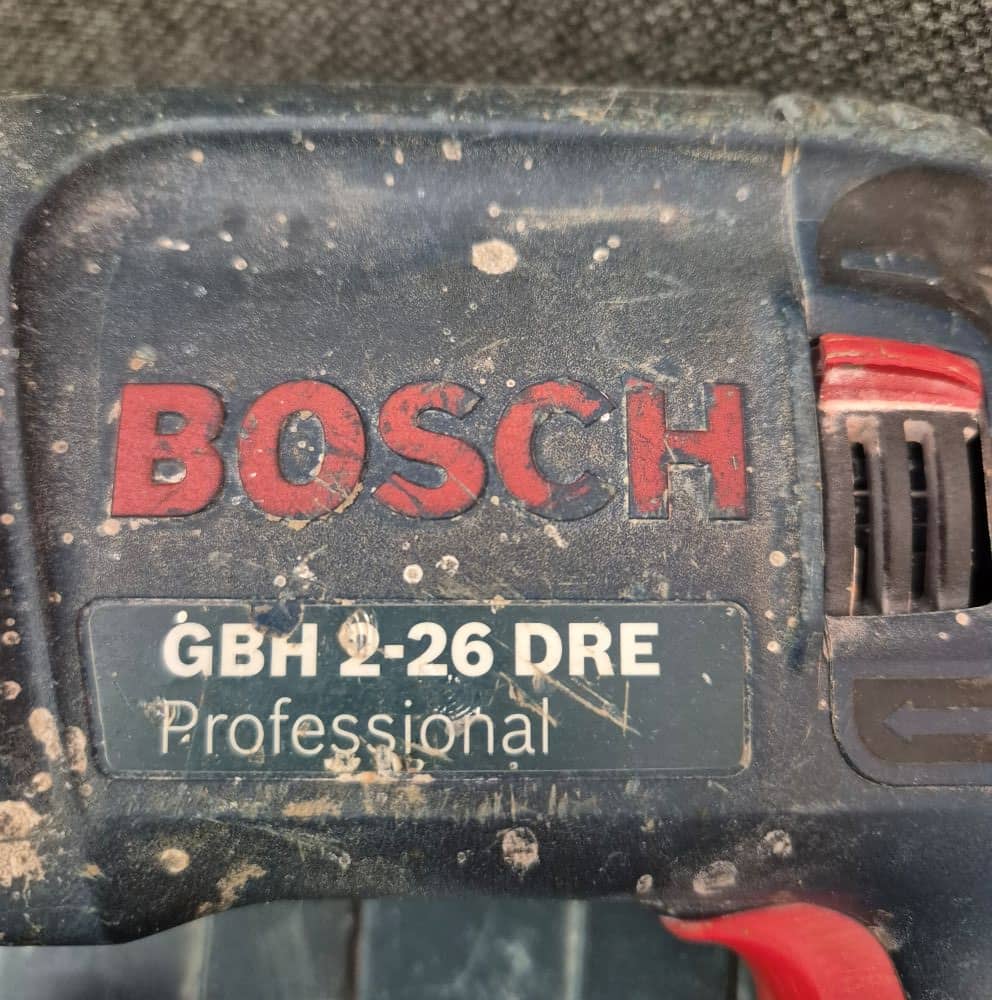 BOSCH
GBH 2-26 DRE
Professional